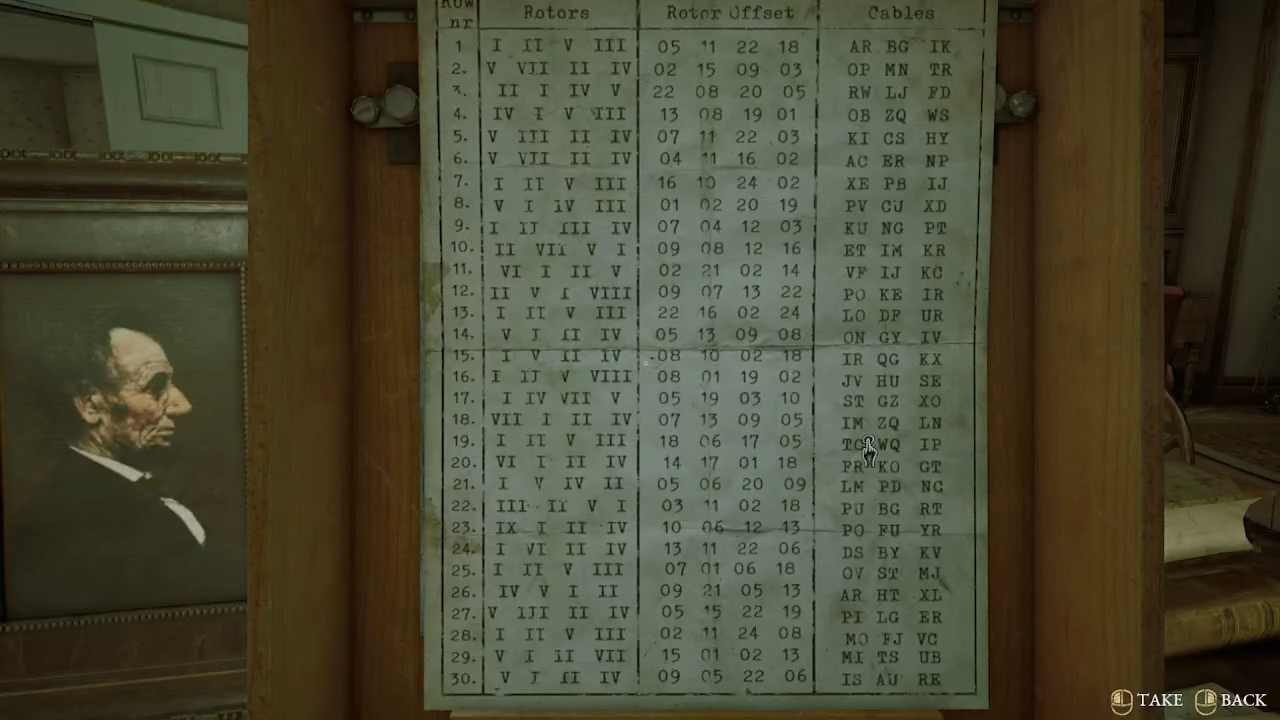 Row nr Rotors Rotor Offset Cables
1 I II V III 05 11 22 18 AR BG IK
2. V VII II IV 02 15 09 03 OP MN TR
3. II I IV V 22 08 20 05 RW LJ FD
4. IV I V III 13 08 19 01 OB ZQ WS
5. V III II IV 07 11 22 03 KI CS HY
6. V VII II IV 04 11 16 02 AC ER NP
7. I II V III 16 10 24 02 XE PB IJ
8. V I IV III 01 02 20 19 PV CU XD
9. I II III IV 07 04 12 03 KU NG PT
10. II VII V I 09 08 12 16 ET IM KR
11. VI I II V 02 21 02 14 VF IJ KC
12. II V I VIII 09 07 13 22 PO KE IR
13. I II V III 22 16 02 24 LO DF UR
14. V I II IV 05 13 09 08 ON GY IV
15. I V II IV 08 10 02 18 IR QG KX
16. I II V VIII 08 01 19 02 JV HU SE
17. I IV VII V 05 19 03 10 ST GZ XO
18. VII I II IV 07 13 09 05 IM ZQ LN
19. I II V III 18 06 17 05 WQ IP
20. VI I II IV 14 17 01 18 FR KO GT
21. I V IV II 05 06 20 09 LM PD NC
22. III II V I 03 11 02 18 PU BG RT
23. IX I II IV 10 06 12 13 PO FU YR
24. I VI II IV 13 11 22 06 DS BY KV
25. I II V III 07 01 06 18 OV ST MJ
26. IV V I II 09 21 05 13 AR HT XL
27. V III II IV 05 15 22 19 PI LG ER
28. I II V III 02 11 24 08 MO FJ VC
29. V I II VII 15 01 02 13 MI TS UB
30. V I II IV 09 05 22 06 IS AU RE
TAKE BACK